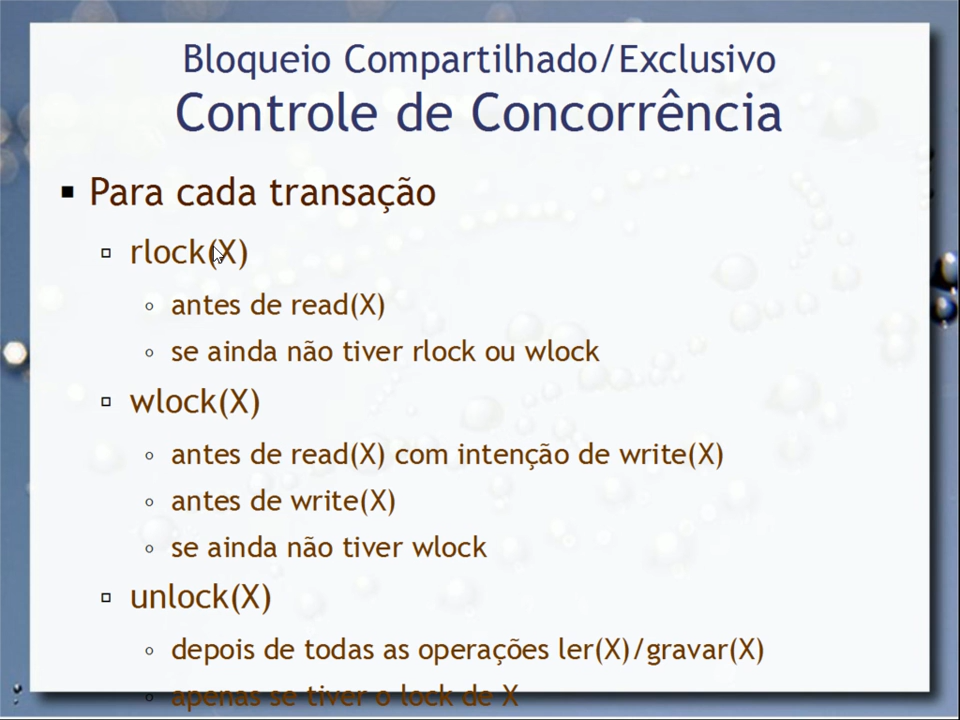 Bloqueio Compartilhado/Exclusivo
Controle de Concorrência
Para cada transação
rlock(X)
antes de read(X)
se ainda não tiver rlock ou wlock
wlock(X)
antes de read(X) com intenção de write(X)
antes de write(X)
se ainda não tiver wlock
unlock(X)
depois de todas as operações ler(X)/gravar(X)
apenas se tiver o lock de X